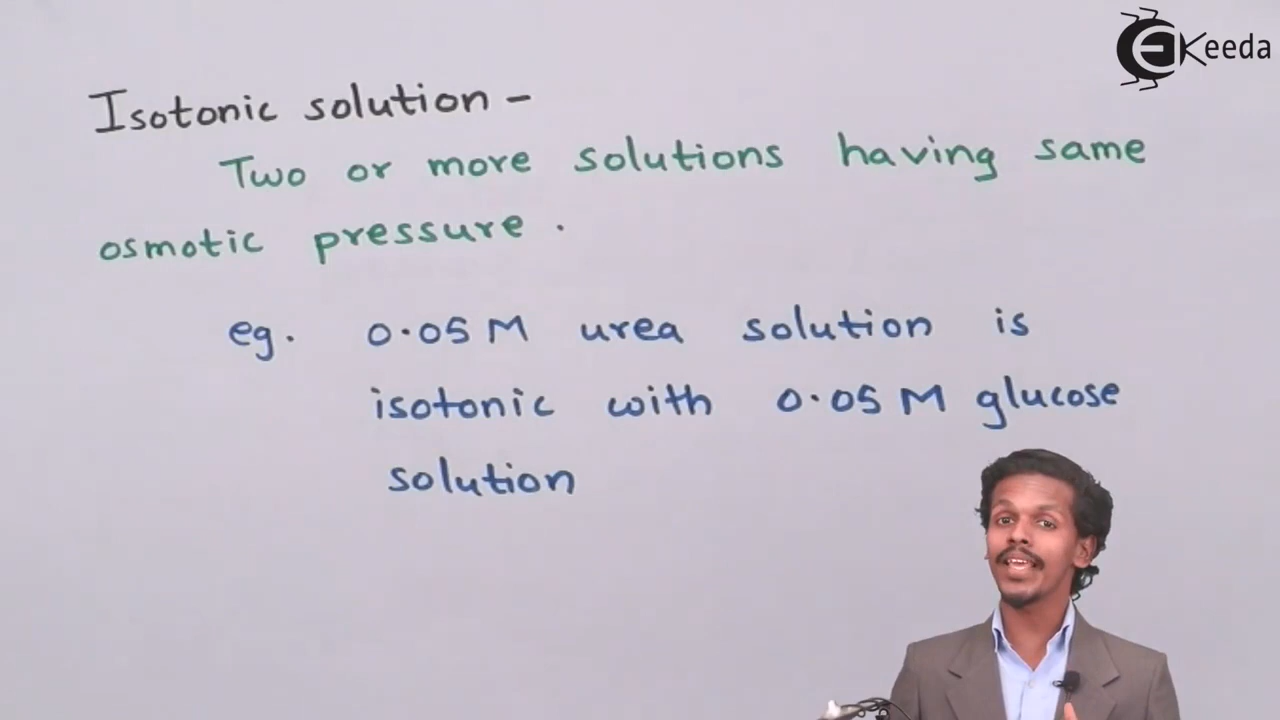 Ekeeda
Isotonic solution -
Two or more solutions having same
osmotic pressure .
eg. 0.05 M urea solution is
isotonic with 0.05 M glucose
solution